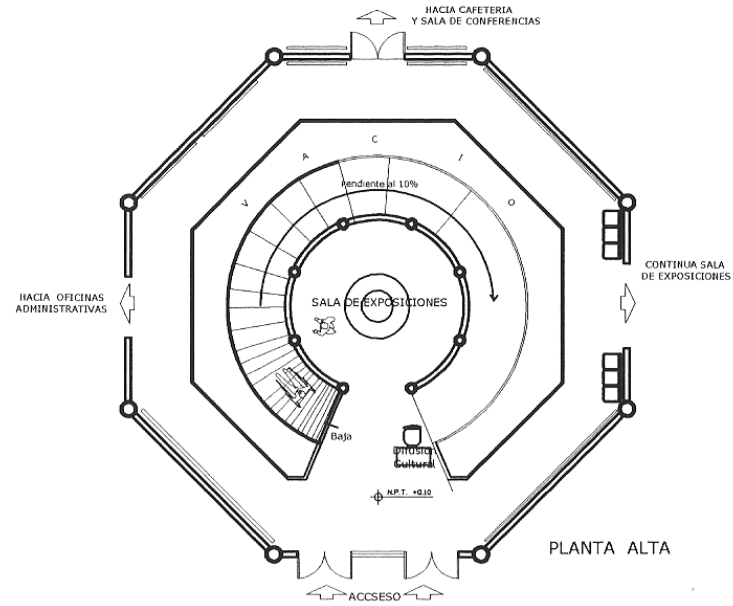 HACIA CAFETERIA
Y SALA DE CONFERENCIAS
V A C I O
Pendiente al 10%
CONTINUA SALA
DE EXPOSICIONES
HACIA OFICINAS
ADMINISTRATIVAS
SALA DE EXPOSICIONES
Baja
Difusion
Cultural
N.P.T. +0.10
PLANTA ALTA
ACCSESO